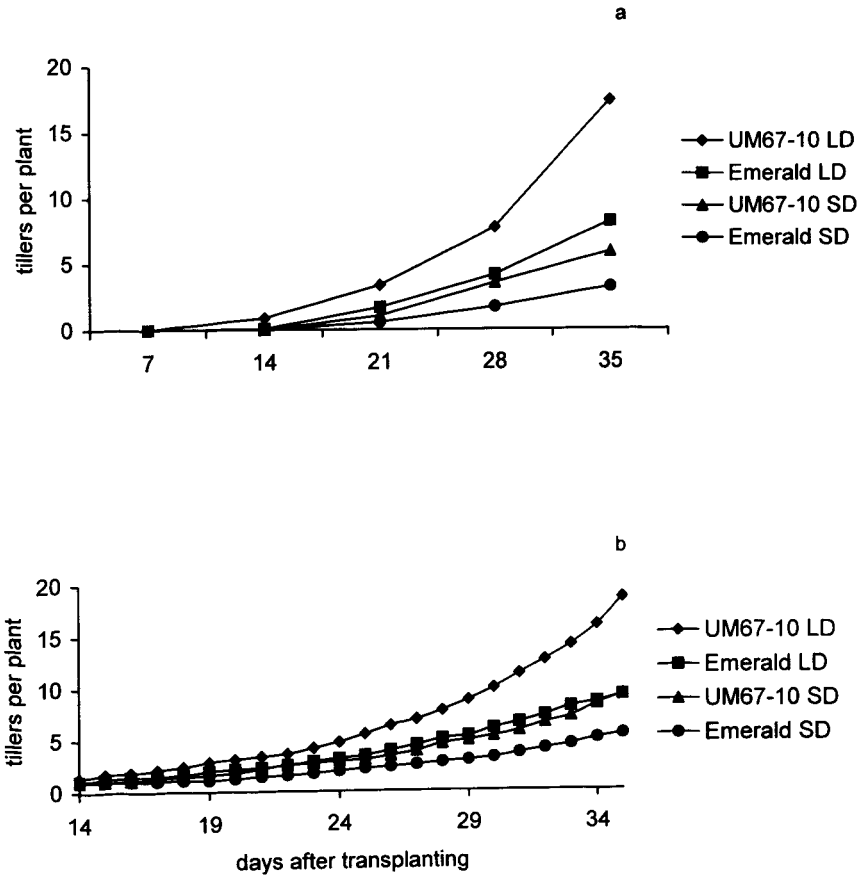 a
20
15
10
5
0
tillers per plant
7 14 21 28 35
UM67-10 LD
Emerald LD
UM67-10 SD
Emerald SD
b
20
15
10
5
0
tillers per plant
14 19 24 29 34
days after transplanting
UM67-10 LD
Emerald LD
UM67-10 SD
Emerald SD